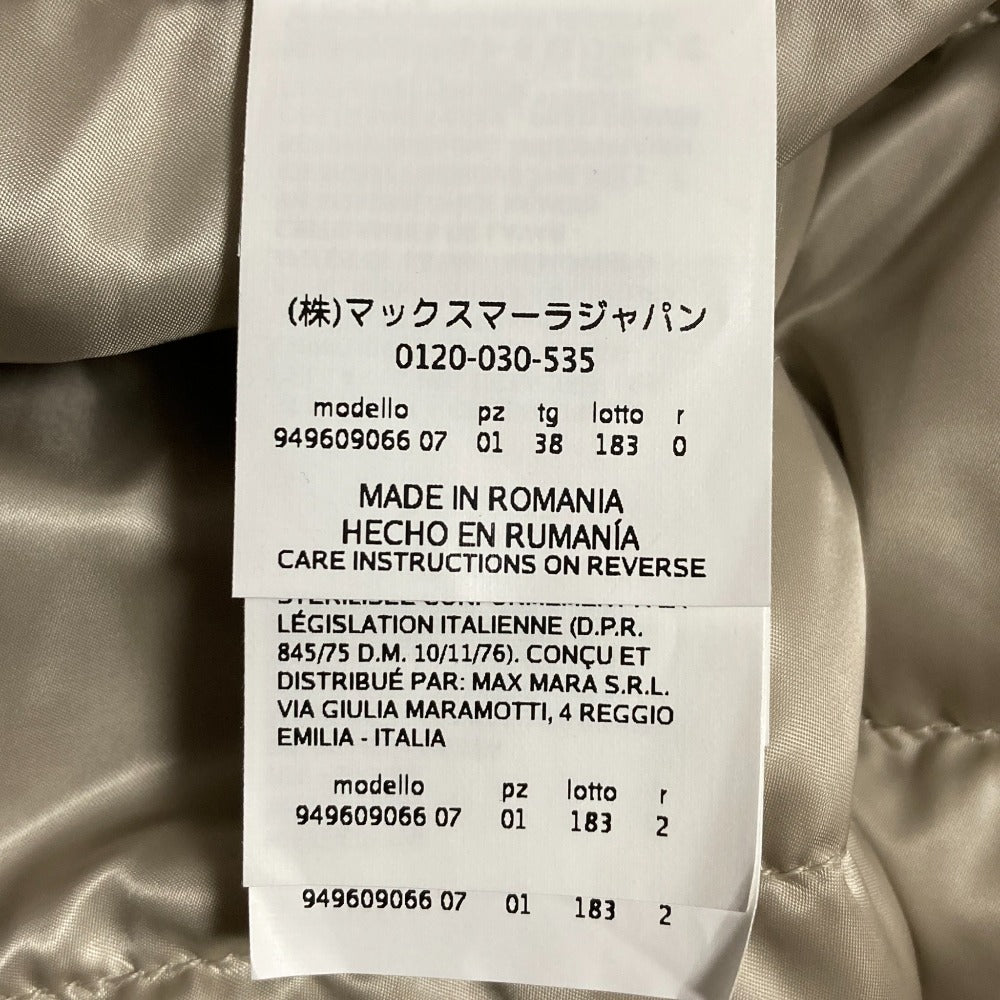 (株)マックスマーラジャパン
0120-030-535
modello pz tg lotto r
949609066 07 01 38 183 0
MADE IN ROMANIA
HECHO EN RUMANÍA
CARE INSTRUCTIONS ON REVERSE
LÉGISLATION ITALIENNE (D.P.R.
845/75 D.M. 10/11/76). CONÇU ET
DISTRIBUÉ PAR: MAX MARA S.R.L.
VIA GIULIA MARAMOTTI, 4 REGGIO
EMILIA - ITALIA
modello pz lotto r
949609066 07 01 183 2
949609066 07 01 183 2